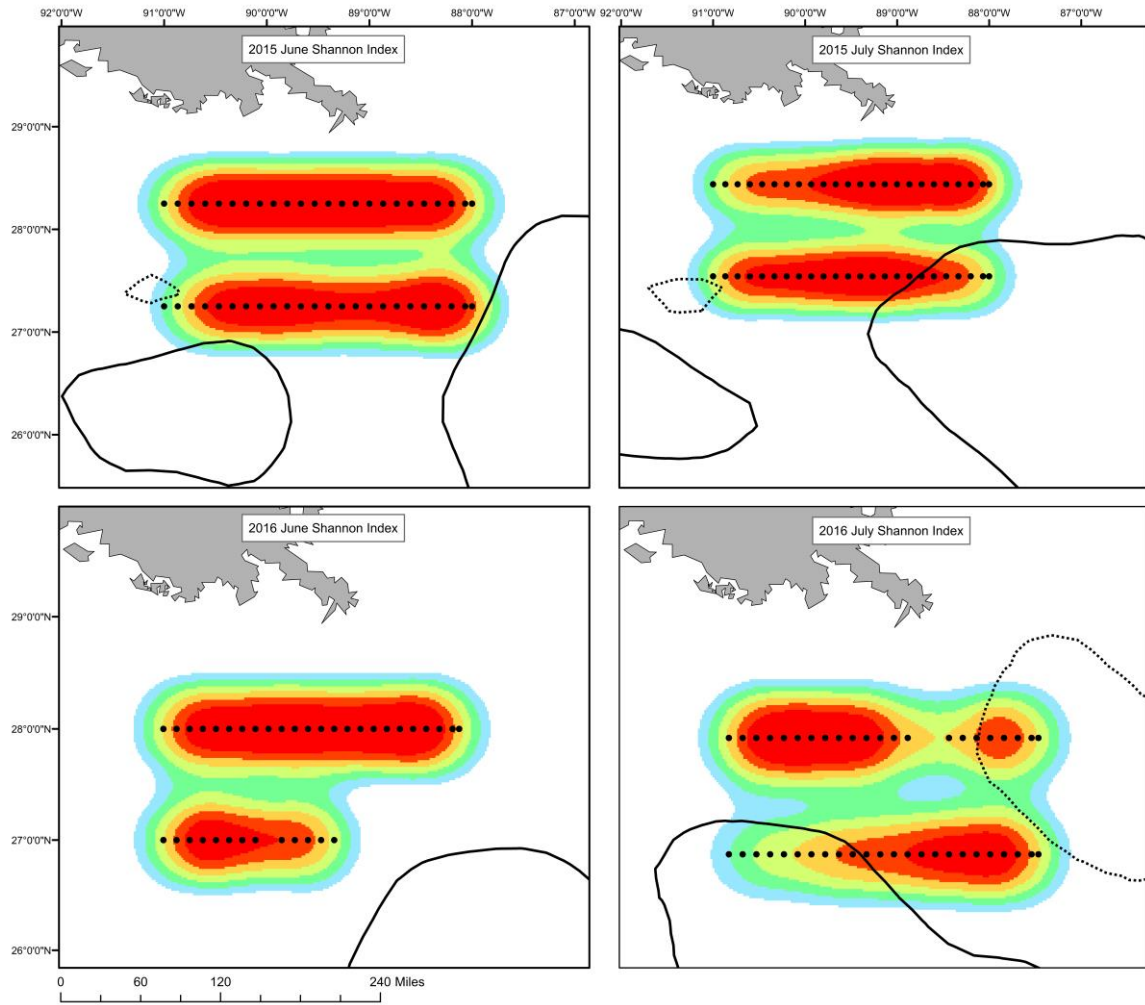 92°0'0"W 91°0'0"W 90°0'0"W 89°0'0"W 88°0'0"W 87°0'0"W
92°0'0"W 91°0'0"W 90°0'0"W 89°0'0"W 88°0'0"W 87°0'0"W
2015 June Shannon Index
2015 July Shannon Index
29°0'0"N
28°0'0"N
27°0'0"N
26°0'0"N
2016 June Shannon Index
2016 July Shannon Index
29°0'0"N
28°0'0"N
27°0'0"N
26°0'0"N
0 60 120 240 Miles